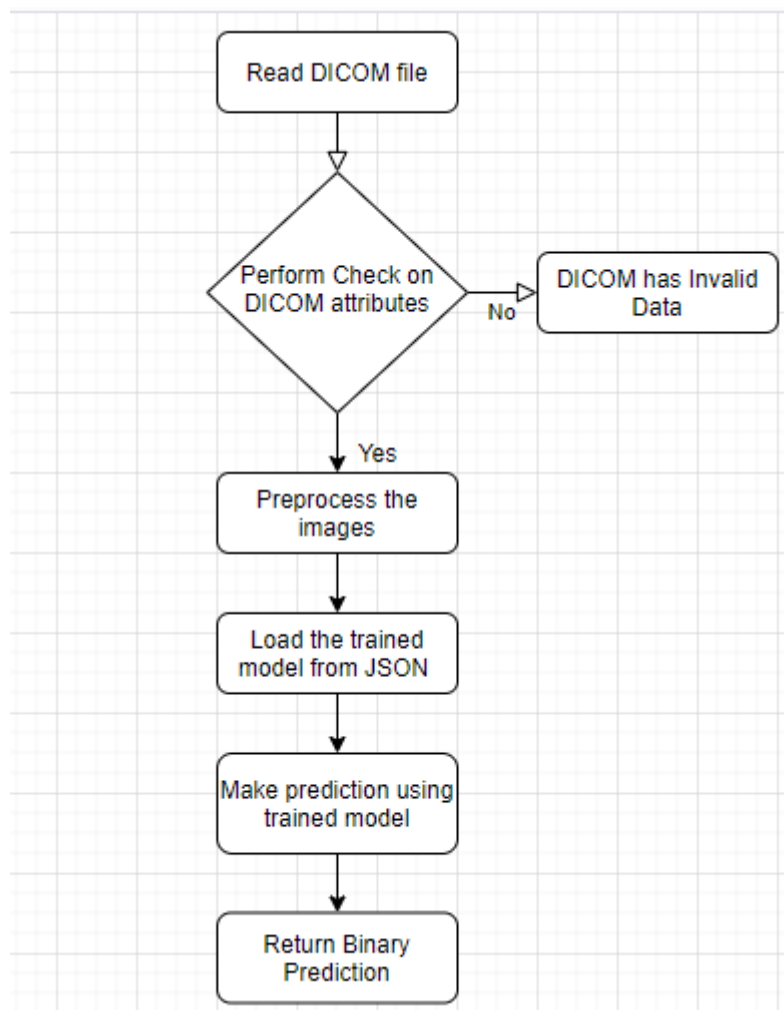 Read DICOM file
Perform Check on
DICOM attributes
No
DICOM has Invalid
Data
Yes
Preprocess the
images
Load the trained
model from JSON
Make prediction using
trained model
Return Binary
Prediction